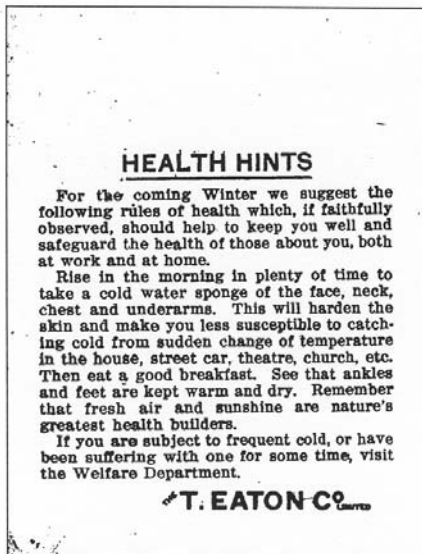 HEALTH HINTS
For the coming Winter we suggest the
following rules of health which, if faithfully
observed, should help to keep you well and
safeguard the health of those about you, both
at work and at home.
Rise in the morning in plenty of time to
take a cold water sponge of the face, neck,
chest and underarms. This will harden the
skin and make you less susceptible to catch-
ing cold from sudden change of temperature
in the house, street car, theatre, church, etc.
Then eat a good breakfast. See that ankles
and feet are kept warm and dry. Remember
that fresh air and sunshine are nature's
greatest health builders.
If you are subject to frequent cold, or have
been suffering with one for some time, visit
the Welfare Department.
THE T. EATON CO LIMITED